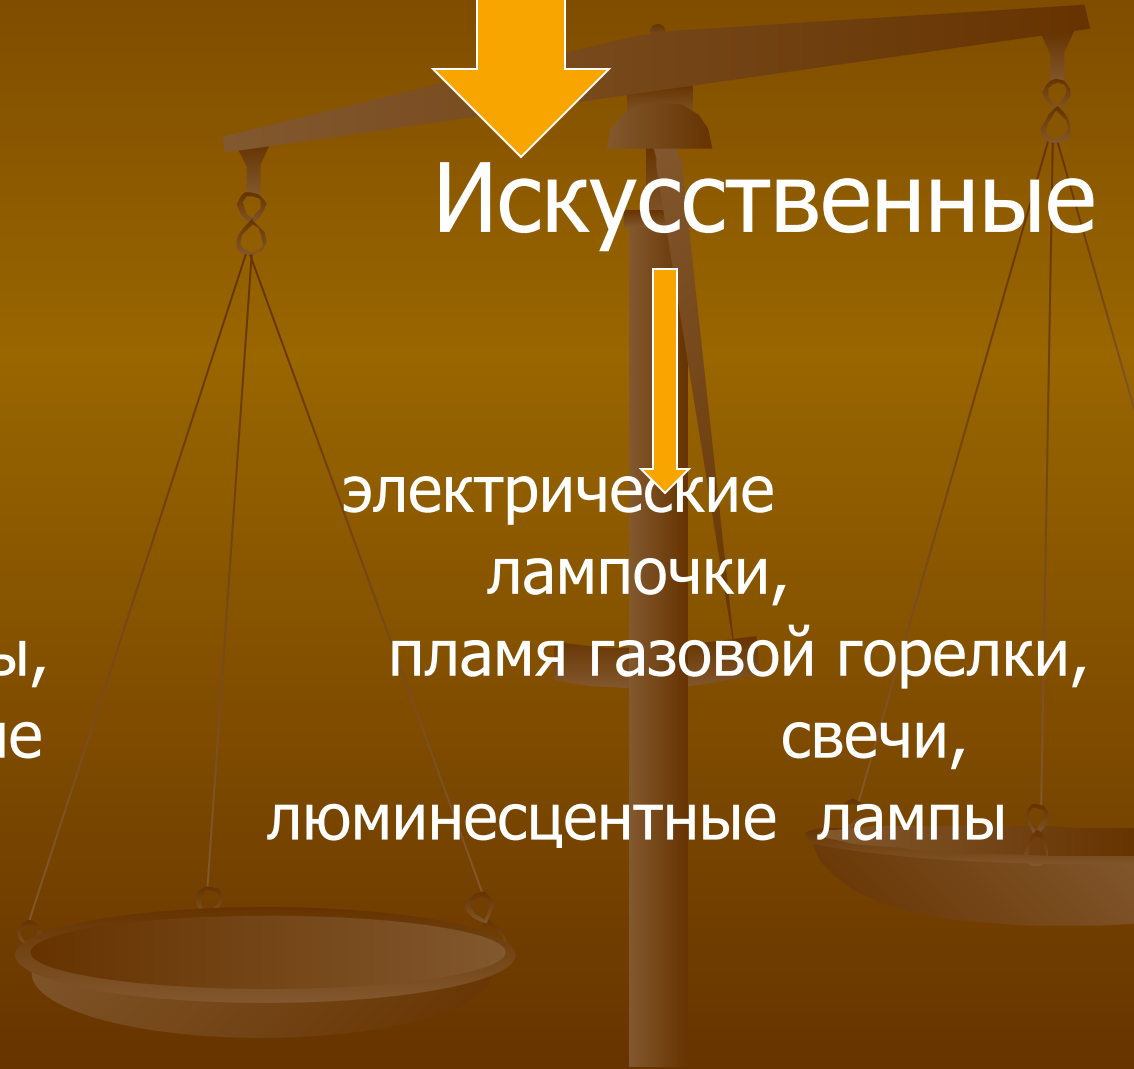 Искусственные
электрические
лампочки,
пламя газовой горелки,
свечи,
люминесцентные лампы